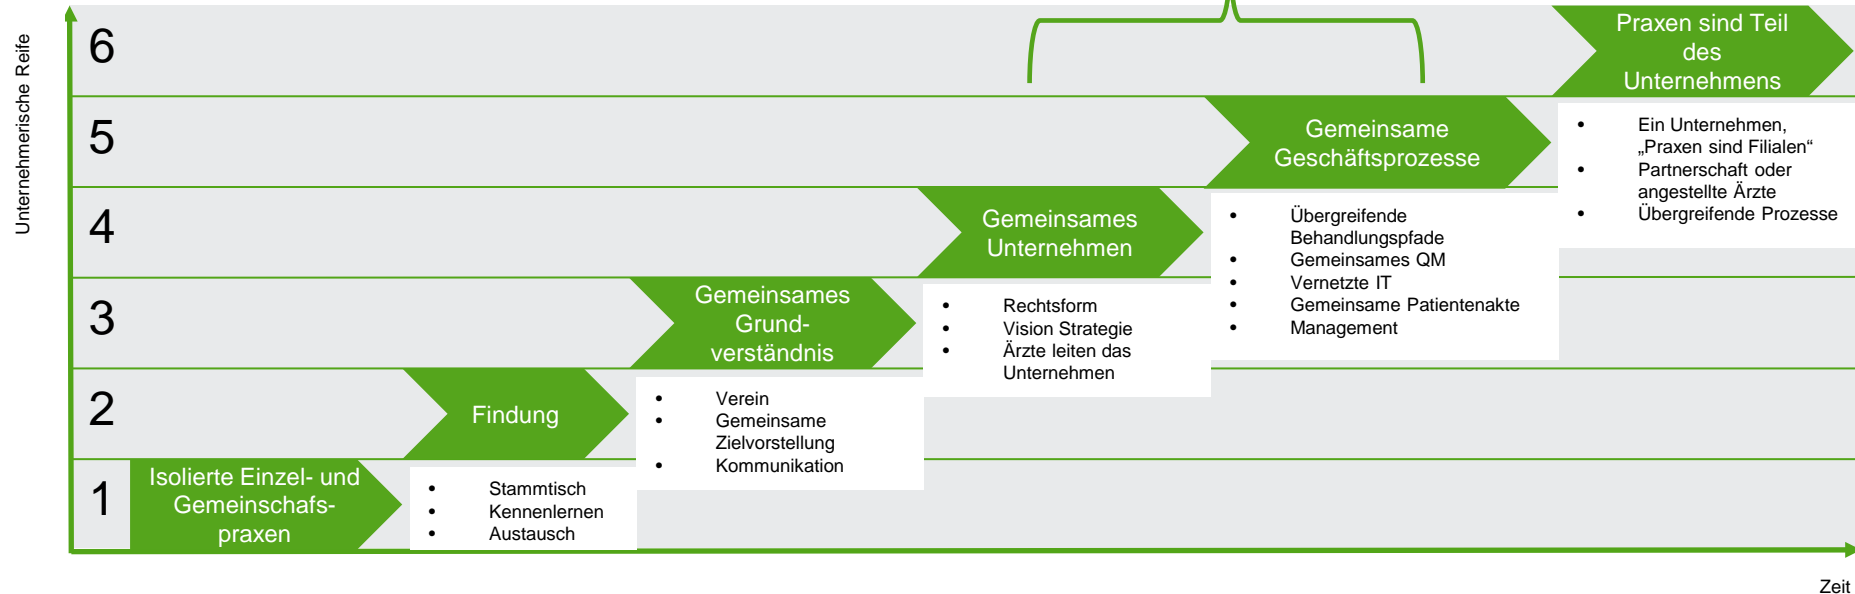 Unternehmerische Reife
6
Praxen sind Teil
des
Unternehmens
5
Gemeinsame
Geschäftsprozesse
• Ein Unternehmen,
„Praxen sind Filialen“
• Partnerschaft oder
angestellte Ärzte
• Übergreifende Prozesse
4
Gemeinsames
Unternehmen
• Übergreifende
Behandlungspfade
• Gemeinsames QM
• Vernetzte IT
• Gemeinsame Patientenakte
• Management
3
Gemeinsames
Grund-
verständnis
• Rechtsform
• Vision Strategie
• Ärzte leiten das
Unternehmen
2
Findung
• Verein
• Gemeinsame
Zielvorstellung
• Kommunikation
1
Isolierte Einzel- und
Gemeinschafs-
praxen
• Stammtisch
• Kennenlernen
• Austausch
Zeit